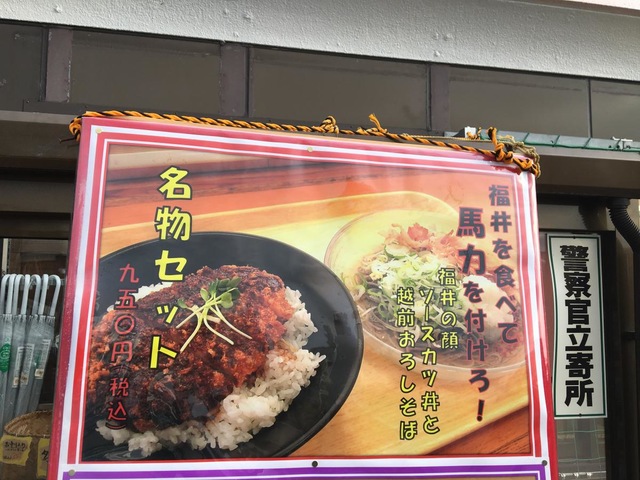 福井を食べて
馬力を付けろ!
福井の顔
ソースカツ丼と
越前おろしそば
名物セット
九五〇円(税込)
警察官立寄所